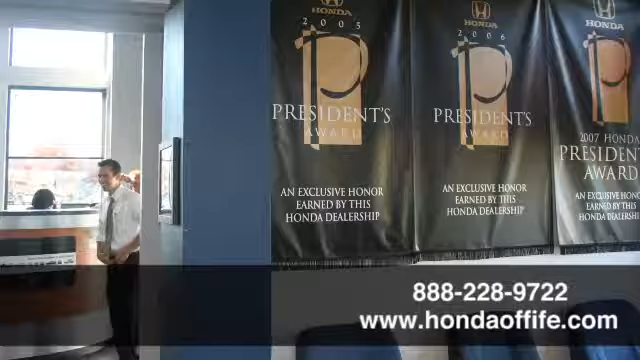 HONDA
2005
PRESIDENT'S
AWARD
AN EXCLUSIVE HONOR
EARNED BY THIS
HONDA DEALERSHIP
HONDA
2006
PRESIDENT'S
AWARD
AN EXCLUSIVE HONOR
EARNED BY THIS
HONDA DEALERSHIP
HONDA
2007 HONDA
PRESIDENT'
AWARD
AN EXCLUSIVE HONOR
EARNED BY THIS
HONDA DEALERSHIP
888-228-9722
www.hondaoffife.com